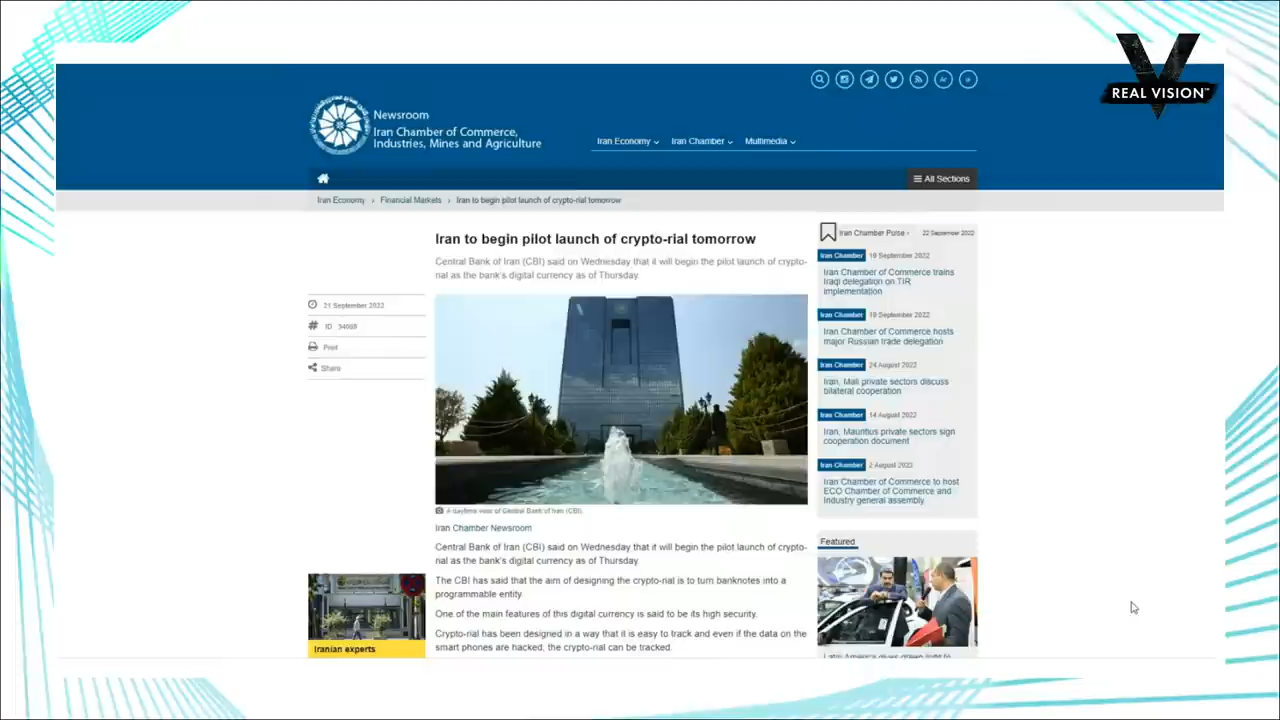 REAL VISION™
Newsroom
Iran Chamber of Commerce,
Industries, Mines and Agriculture
Iran Economy
Iran Chamber
Multimedia
All Sections
Iran Economy › Financial Markets › Iran to begin pilot launch of crypto-rial tomorrow
Iran to begin pilot launch of crypto-rial tomorrow
Central Bank of Iran (CBI) said on Wednesday that it will begin the pilot launch of crypto-
rial as the bank's digital currency as of Thursday.
21 September 2022
# ID 34069
Print
Share
A daytime view of Central Bank of Iran (CBI).
Iran Chamber Newsroom
Central Bank of Iran (CBI) said on Wednesday that it will begin the pilot launch of crypto-
rial as the bank's digital currency as of Thursday.
The CBI has said that the aim of designing the crypto-rial is to turn banknotes into a
programmable entity.
One of the main features of this digital currency is said to be its high security.
Crypto-rial has been designed in a way that it is easy to track and even if the data on the
smart phones are hacked, the crypto-rial can be tracked.
Iranian experts
Iran Chamber Pulse - 22 September 2022
Iran Chamber 19 September 2022
Iran Chamber of Commerce trains
Iraqi delegation on TIR
implementation
Iran Chamber 19 September 2022
Iran Chamber of Commerce hosts
major Russian trade delegation
Iran Chamber 24 August 2022
Iran, Mali private sectors discuss
bilateral cooperation
Iran Chamber 14 August 2022
Iran, Mauritius private sectors sign
cooperation document
Iran Chamber 2 August 2022
Iran Chamber of Commerce to host
ECO Chamber of Commerce and
Industry general assembly
Featured